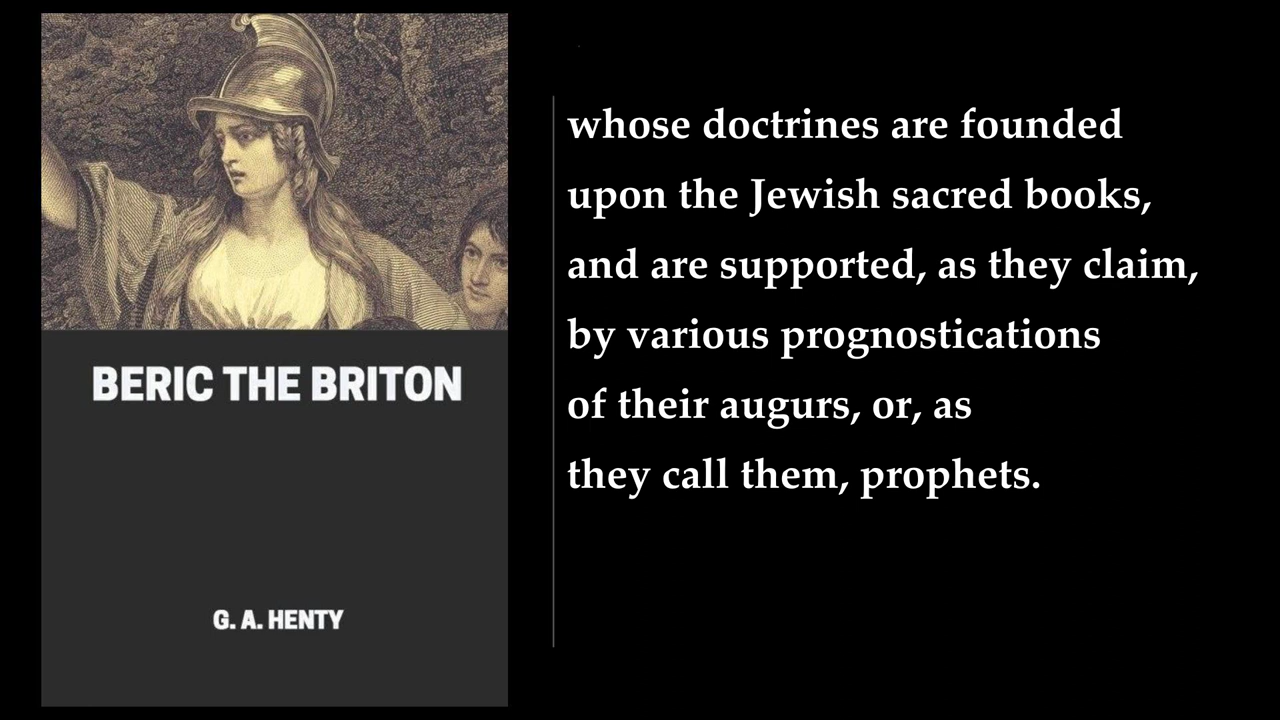 BERIC THE BRITON
G. A. HENTY
whose doctrines are founded
upon the Jewish sacred books,
and are supported, as they claim,
by various prognostications
of their augurs, or, as
they call them, prophets.